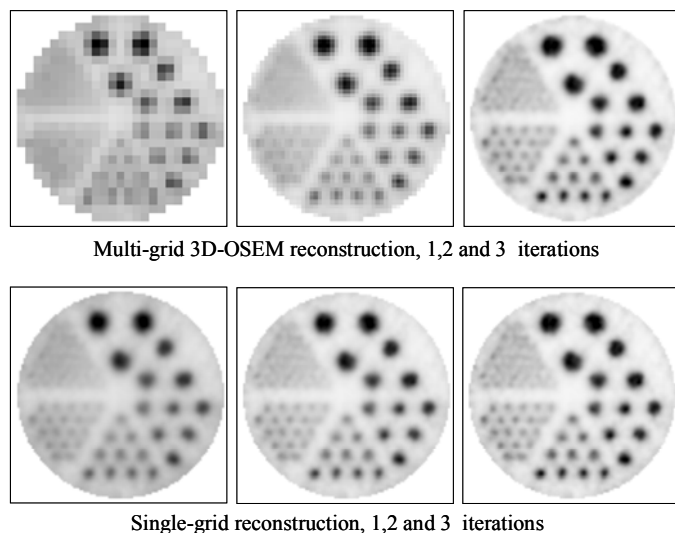 Multi-grid 3D-OSEM reconstruction, 1,2 and 3 iterations
Single-grid reconstruction, 1,2 and 3 iterations